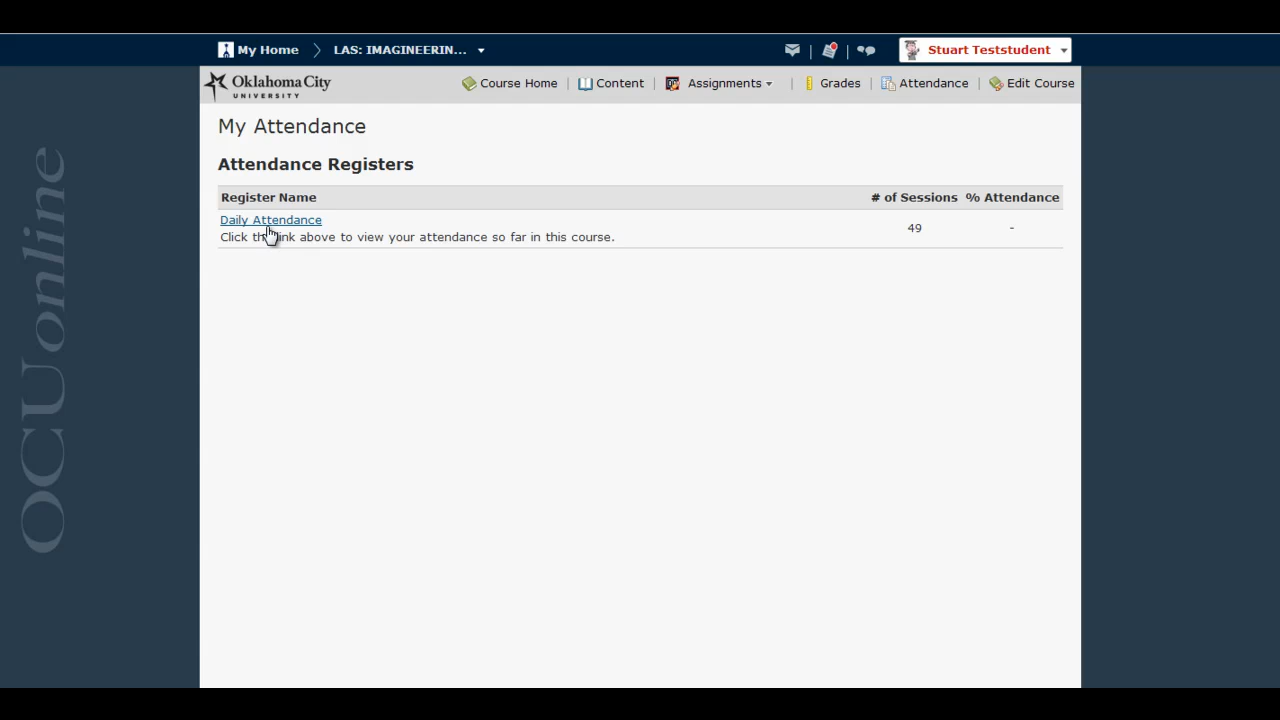 My Home LAS: IMAGINEERIN... Stuart Teststudent
Oklahoma City
UNIVERSITY
Course Home Content Assignments Grades Attendance Edit Course
My Attendance
Attendance Registers
Register Name # of Sessions % Attendance
Daily Attendance
Click the link above to view your attendance so far in this course.
49 -
OCUonline